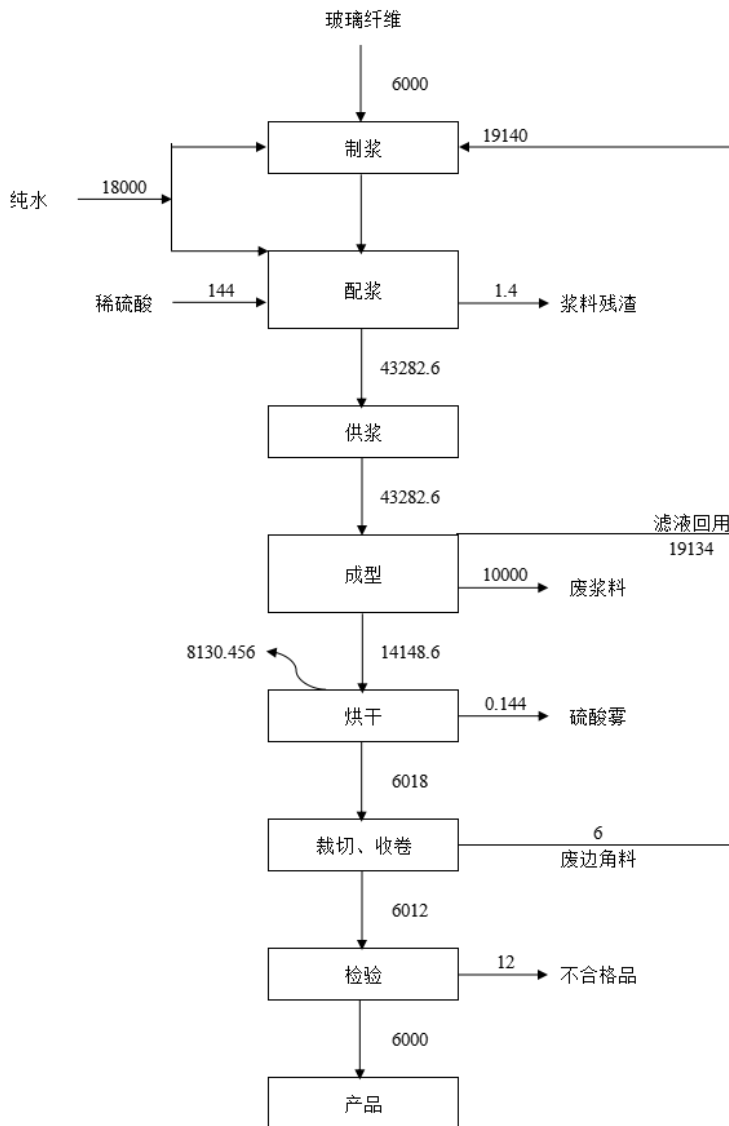 玻璃纤维
6000
制浆
19140
纯水
18000
配浆
稀硫酸
144
1.4
浆料残渣
43282.6
供浆
43282.6
滤液回用
19134
成型
10000
废浆料
8130.456
14148.6
烘干
0.144
硫酸雾
6018
裁切、收卷
6
废边角料
6012
检验
12
不合格品
6000
产品